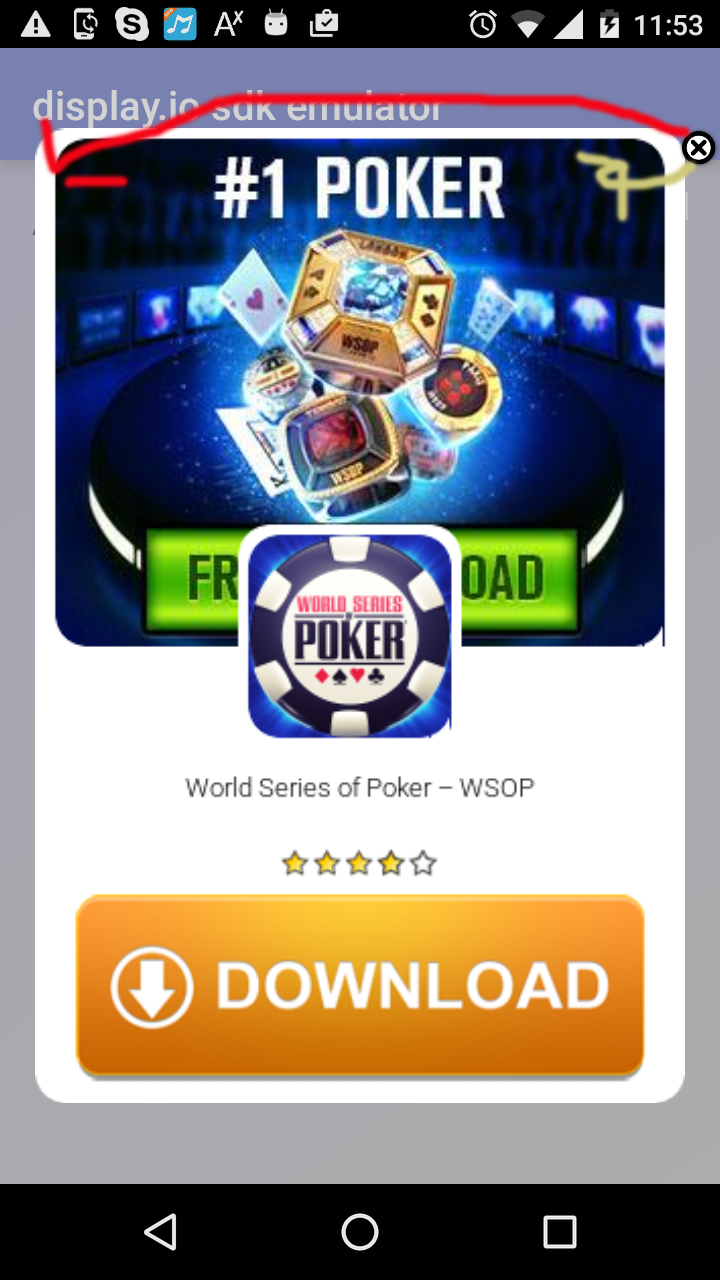 11:53
display.io sdk emulator
#1 POKER
WSOP
WSOP
FR
OAD
WORLD SERIES
POKER
World Series of Poker – WSOP
DOWNLOAD